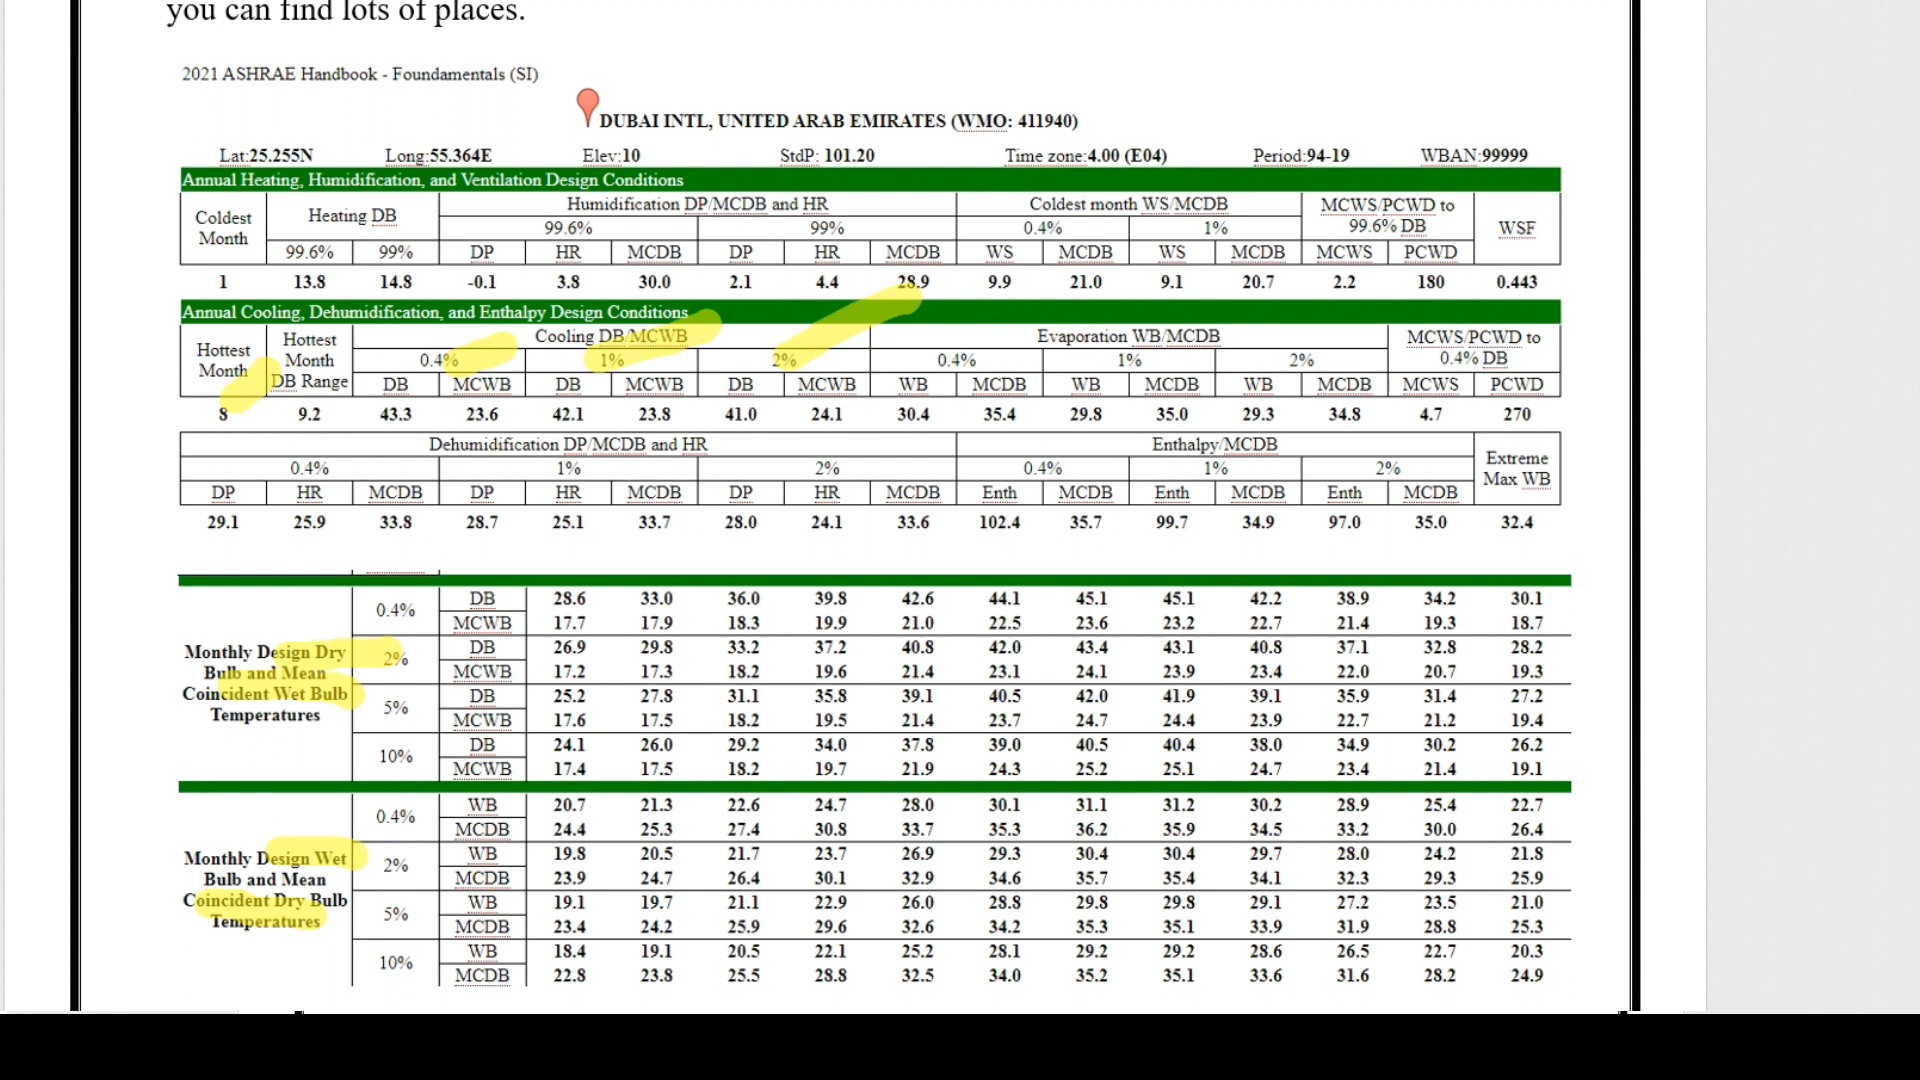 you can find lots of places.
2021 ASHRAE Handbook - Foundamentals (SI)
DUBAI INTL, UNITED ARAB EMIRATES (WMO: 411940)
Lat:25.255N Long:55.364E Elev:10 StdP: 101.20 Time zone:4.00 (E04) Period:94-19 WBAN:99999
Annual Heating, Humidification, and Ventilation Design Conditions
Coldest Month Heating DB Humidification DP/MCDB and HR Coldest month WS/MCDB MCWS/PCWD to 99.6% DB WSF
99.6% 99% 0.4% 1%
99.6% 99% DP HR MCDB DP HR MCDB WS MCDB WS MCDB MCWS PCWD
1 13.8 14.8 -0.1 3.8 30.0 2.1 4.4 28.9 9.9 21.0 9.1 20.7 2.2 180 0.443
Annual Cooling, Dehumidification, and Enthalpy Design Conditions
Hottest Month Hottest Month DB Range Cooling DB/MCWB Evaporation WB/MCDB MCWS/PCWD to 0.4% DB
0.4% 1% 2% 0.4% 1% 2%
DB MCWB DB MCWB DB MCWB WB MCDB WB MCDB WB MCDB MCWS PCWD
8 9.2 43.3 23.6 42.1 23.8 41.0 24.1 30.4 35.4 29.8 35.0 29.3 34.8 4.7 270
Dehumidification DP/MCDB and HR Enthalpy/MCDB Extreme Max WB
0.4% 1% 2% 0.4% 1% 2%
DP HR MCDB DP HR MCDB DP HR MCDB Enth MCDB Enth MCDB Enth MCDB
29.1 25.9 33.8 28.7 25.1 33.7 28.0 24.1 33.6 102.4 35.7 99.7 34.9 97.0 35.0 32.4
Monthly Design Dry
Bulb and Mean
Coincident Wet Bulb
Temperatures
0.4% DB 28.6 33.0 36.0 39.8 42.6 44.1 45.1 45.1 42.2 38.9 34.2 30.1
MCWB 17.7 17.9 18.3 19.9 21.0 22.5 23.6 23.2 22.7 21.4 19.3 18.7
2% DB 26.9 29.8 33.2 37.2 40.8 42.0 43.4 43.1 40.8 37.1 32.8 28.2
MCWB 17.2 17.3 18.2 19.6 21.4 23.1 24.1 23.9 23.4 22.0 20.7 19.3
5% DB 25.2 27.8 31.1 35.8 39.1 40.5 42.0 41.9 39.1 35.9 31.4 27.2
MCWB 17.6 17.5 18.2 19.5 21.4 23.7 24.7 24.4 23.9 22.7 21.2 19.4
10% DB 24.1 26.0 29.2 34.0 37.8 39.0 40.5 40.4 38.0 34.9 30.2 26.2
MCWB 17.4 17.5 18.2 19.7 21.9 24.3 25.2 25.1 24.7 23.4 21.4 19.1
Monthly Design Wet
Bulb and Mean
Coincident Dry Bulb
Temperatures
0.4% WB 20.7 21.3 22.6 24.7 28.0 30.1 31.1 31.2 30.2 28.9 25.4 22.7
MCDB 24.4 25.3 27.4 30.8 33.7 35.3 36.2 35.9 34.5 33.2 30.0 26.4
2% WB 19.8 20.5 21.7 23.7 26.9 29.3 30.4 30.4 29.7 28.0 24.2 21.8
MCDB 23.9 24.7 26.4 30.1 32.9 34.6 35.7 35.4 34.1 32.3 29.3 25.9
5% WB 19.1 19.7 21.1 22.9 26.0 28.8 29.8 29.8 29.1 27.2 23.5 21.0
MCDB 23.4 24.2 25.9 29.6 32.6 34.2 35.3 35.1 33.9 31.9 28.8 25.3
10% WB 18.4 19.1 20.5 22.1 25.2 28.1 29.2 29.2 28.6 26.5 22.7 20.3
MCDB 22.8 23.8 25.5 28.8 32.5 34.0 35.2 35.1 33.6 31.6 28.2 24.9